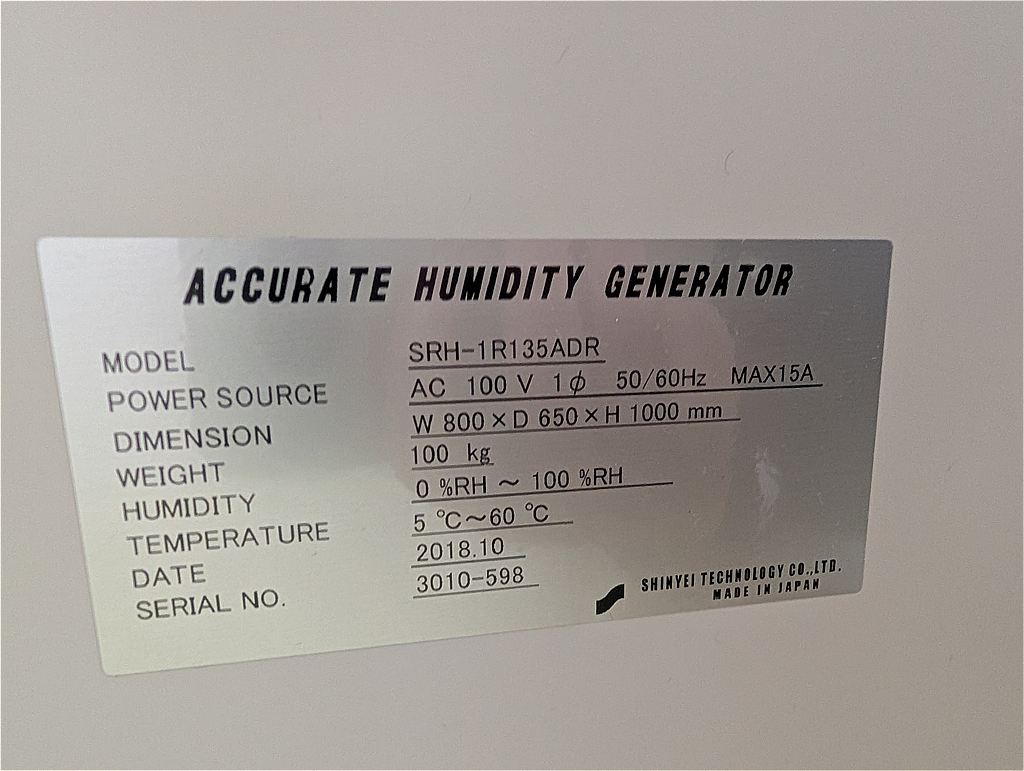 ACCURATE HUMIDITY GENERATOR
MODEL SRH-1R135ADR
POWER SOURCE AC 100 V 1ϕ 50/60Hz MAX15A
DIMENSION W 800×D 650×H 1000 mm
WEIGHT 100 kg
HUMIDITY 0 %RH ～ 100 %RH
TEMPERATURE 5 ℃～60 ℃
DATE 2018.10
SERIAL NO. 3010-598
SHINYEI TECHNOLOGY CO.,LTD.
MADE IN JAPAN